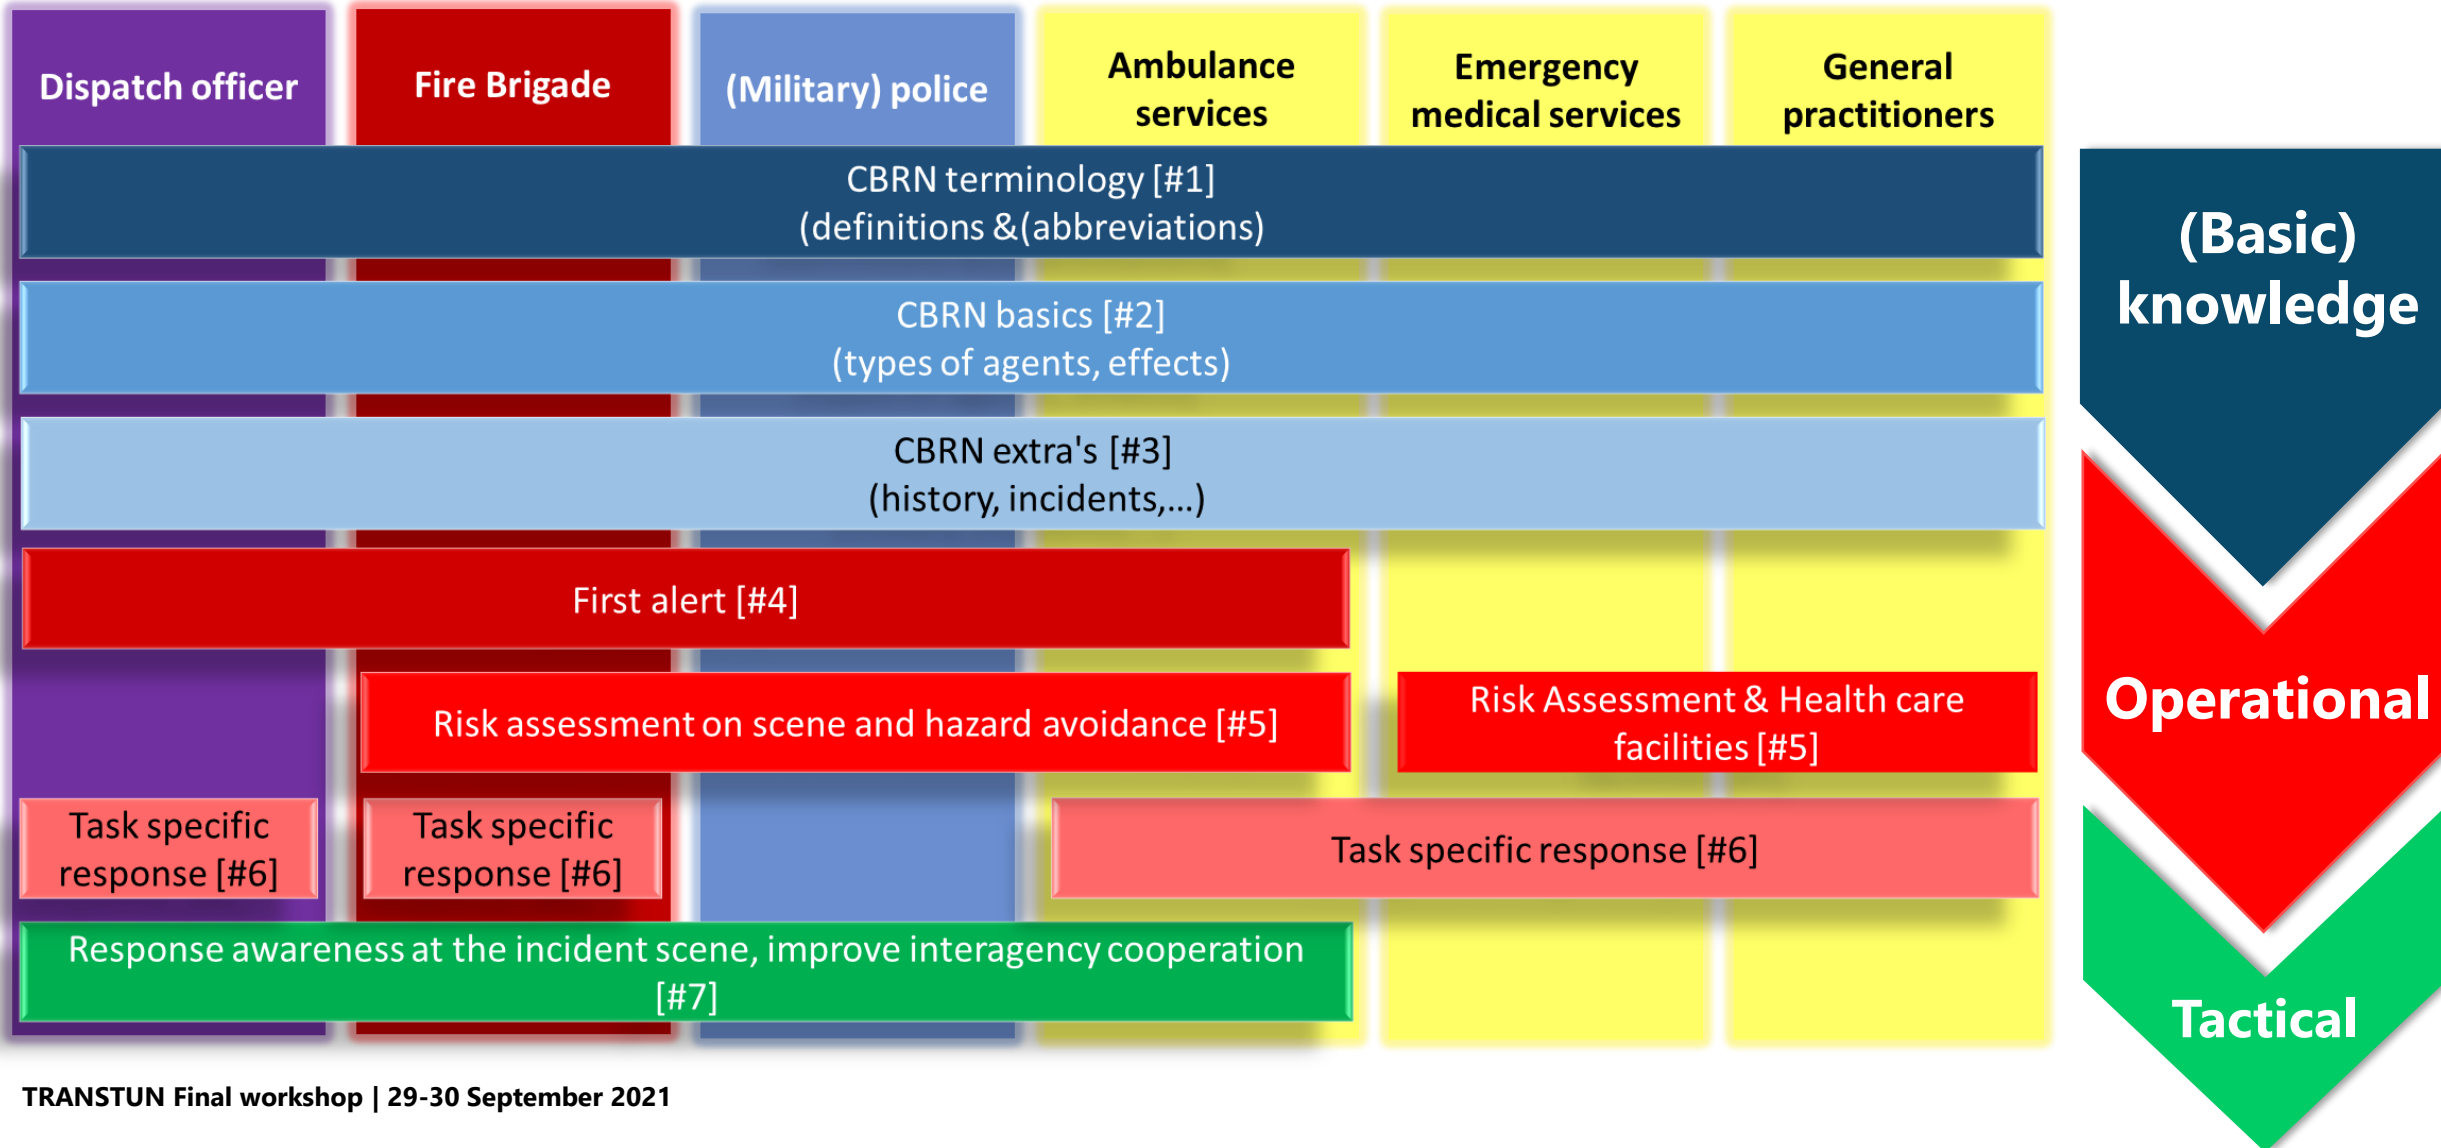 Dispatch officer
Fire Brigade
(Military) police
Ambulance
services
Emergency
medical services
General
practitioners
CBRN terminology [#1]
(definitions &(abbreviations)
CBRN basics [#2]
(types of agents, effects)
CBRN extra's [#3]
(history, incidents,...)
First alert [#4]
Risk assessment on scene and hazard avoidance [#5]
Risk Assessment & Health care
facilities [#5]
Task specific
response [#6]
Task specific
response [#6]
Task specific response [#6]
Response awareness at the incident scene, improve interagency cooperation
[#7]
(Basic)
knowledge
Operational
Tactical
TRANSTUN Final workshop | 29-30 September 2021